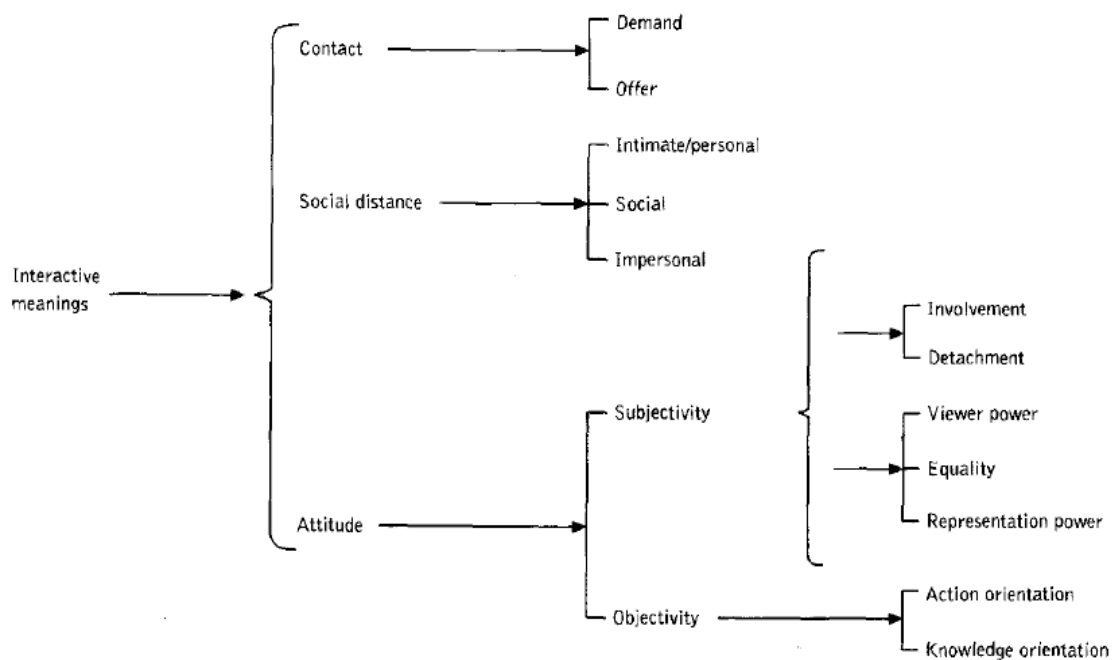 Demand
Contact
Offer
Intimate/personal
Social distance
Social
Impersonal
Interactive
meanings
Involvement
Detachment
Subjectivity
Viewer power
Equality
Representation power
Attitude
Action orientation
Objectivity
Knowledge orientation